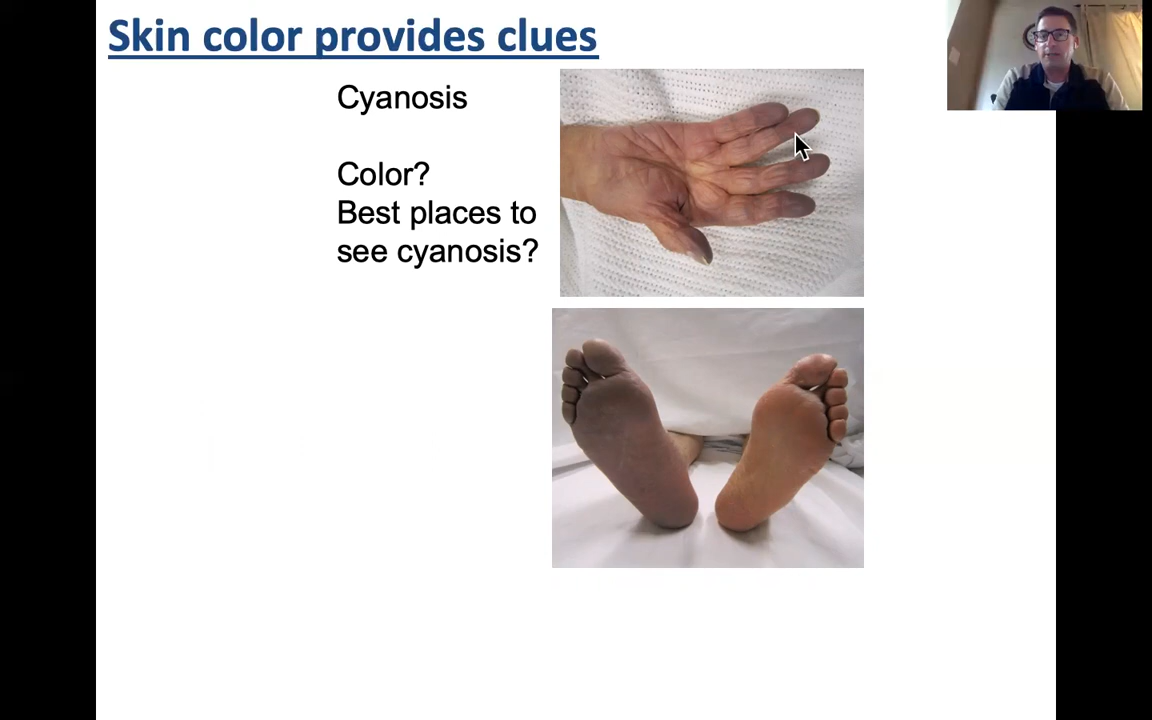 Skin color provides clues
Cyanosis
Color?
Best places to
see cyanosis?